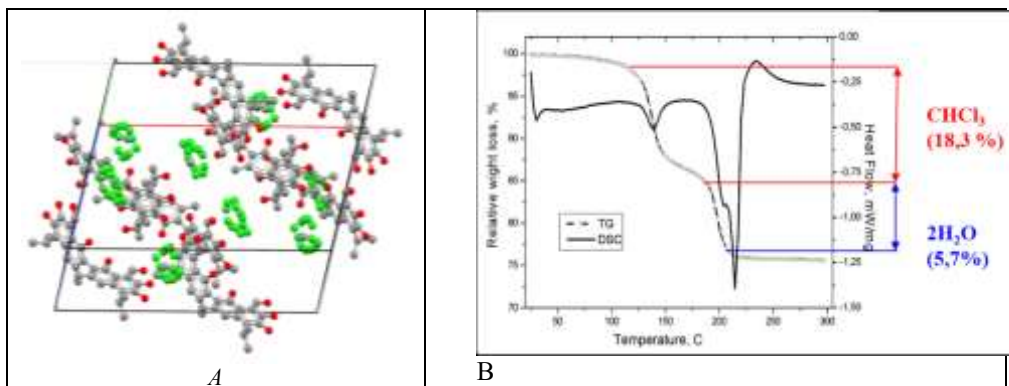 A
0,00
-0,25
-0,50
-0,75
-1,00
-1,25
-1,50
Heat Flow, mW/mg
100
95
90
85
80
75
70
Relative wight loss, %
TG
DSC
50
100
150
200
250
300
Temperature, C
CHCl₃
(18,3 %)
2H₂O
(5,7%)
B